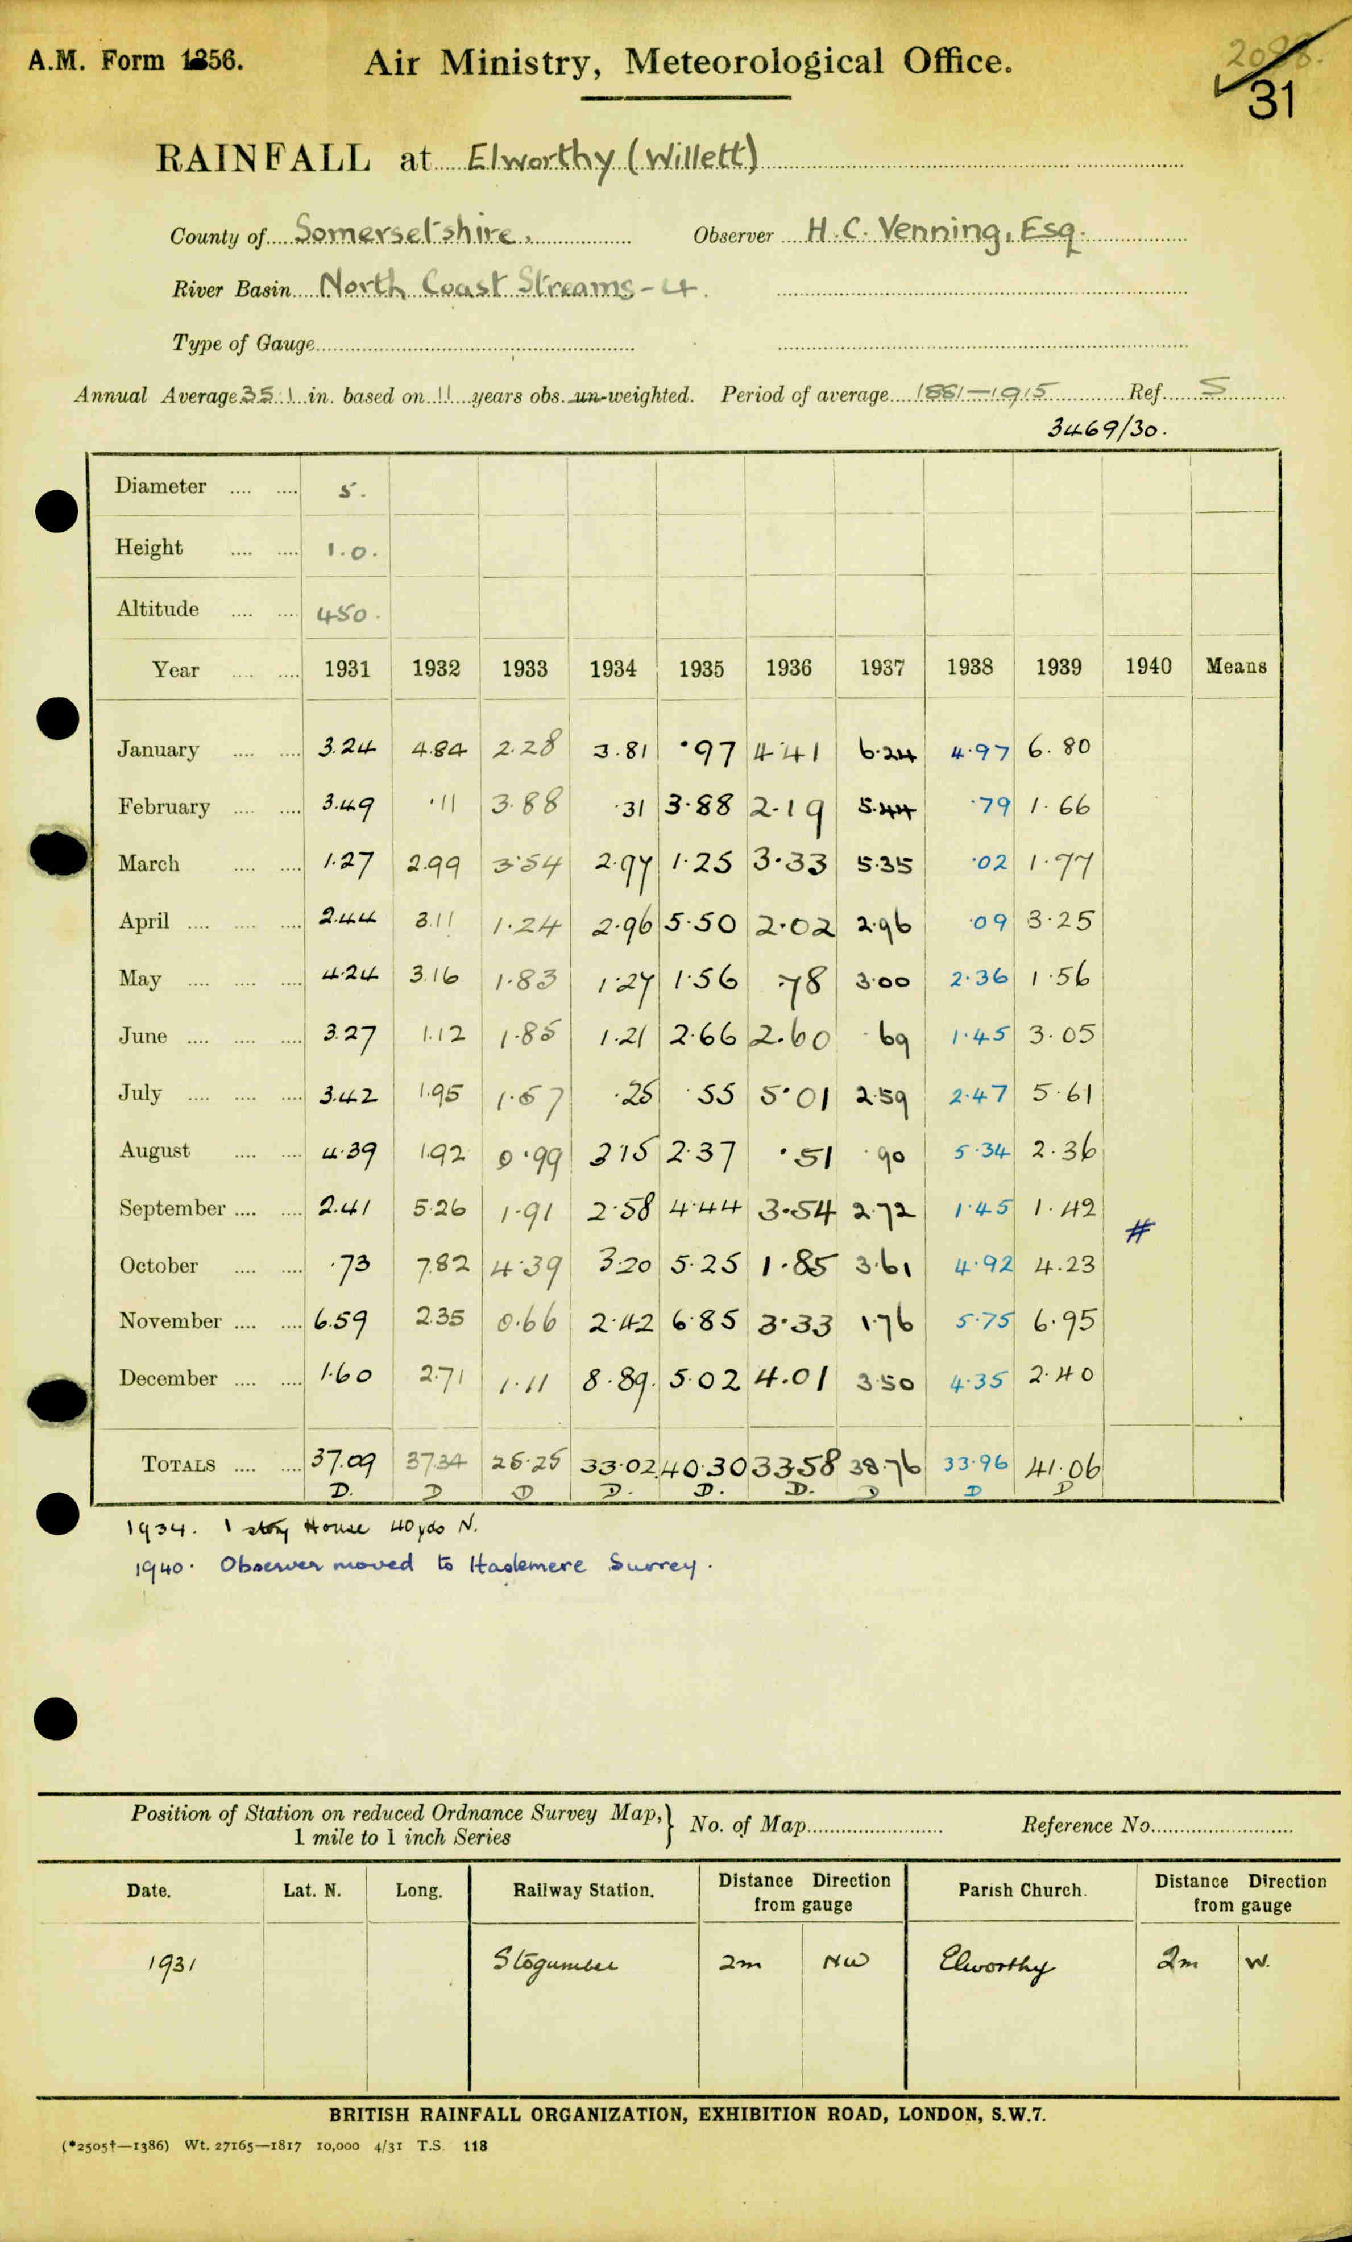 A.M. Form 1356. Air Ministry, Meteorological Office. 2088.
31
RAINFALL at Elworthy (Willett)
County of Somersetshire. Observer H. C. Venning, Esq.
River Basin North Coast Streams - 4.
Type of Gauge
Annual Average 35.1 in. based on 11 years obs. un-weighted. Period of average 1881-1915 Ref. S
3469/30.
Diameter 5.
Height 1.0.
Altitude 450.
Year 1931 1932 1933 1934 1935 1936 1937 1938 1939 1940 Means
January 3.24 4.84 2.28 3.81 .97 4.41 6.24 4.97 6.80
February 3.49 .11 3.88 .31 3.88 2.19 5.44 .79 1.66
March 1.27 2.99 3.54 2.97 1.25 3.33 5.35 .02 1.77
April 2.44 3.11 1.24 2.96 5.50 2.02 2.96 .09 3.25
May 4.24 3.16 1.83 1.27 1.56 .78 3.00 2.36 1.56
June 3.27 1.12 1.85 1.21 2.66 2.60 .69 1.45 3.05
July 3.42 1.95 1.57 .25 .55 5.01 2.59 2.47 5.61
August 4.39 1.92 0.99 3.15 2.37 .51 .90 5.34 2.36
September 2.41 5.26 1.91 2.58 4.44 3.54 2.72 1.45 1.42
#
October .73 7.82 4.39 3.20 5.25 1.85 3.61 4.92 4.23
November 6.59 2.35 0.66 2.42 6.85 3.33 1.76 5.75 6.95
December 1.60 2.71 1.11 8.89. 5.02 4.01 3.50 4.35 2.40
TOTALS 37.09 37.34 25.25 33.02 40.30 33.58 38.76 33.96 41.06
D. D D D. D. D. D D D
1934. 1 story House 40 yds N.
1940. Observer moved to Haslemere Surrey.
Position of Station on reduced Ordnance Survey Map, No. of Map Reference No.
1 mile to 1 inch Series
Date. Lat. N. Long. Railway Station. Distance Direction from gauge Parish Church. Distance Direction from gauge
1931 Stogumber 2m NW Elworthy 2m W.
BRITISH RAINFALL ORGANIZATION, EXHIBITION ROAD, LONDON, S.W.7.
(*2505†—1386) Wt. 27165—1817 10,000 4/31 T.S. 118